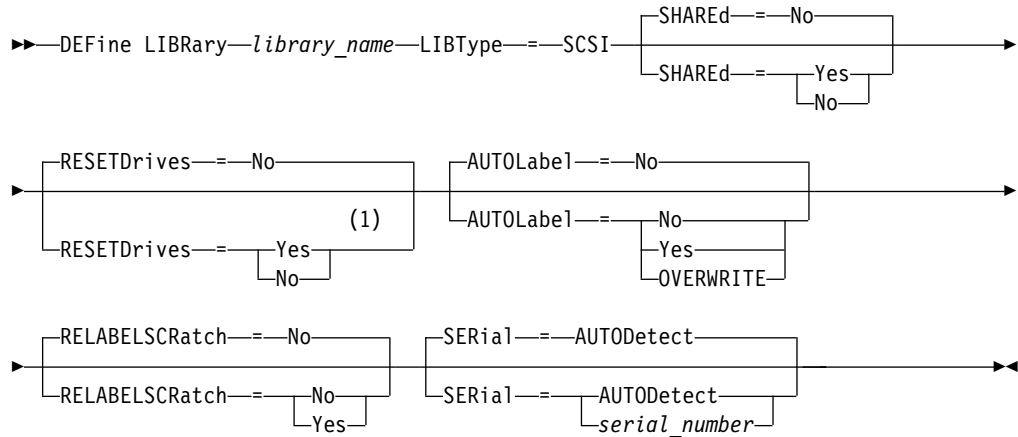 SHAREd = No
DEFine LIBRary library_name LIBType = SCSI
SHAREd = Yes
No
RESETDrives = No AUTOLabel = No
(1)
RESETDrives = Yes AUTOLabel = No
No Yes
OVERWRITE
RELABELSCRatch = No SERial = AUTODetect
RELABELSCRatch = No SERial = AUTODetect
Yes serial_number